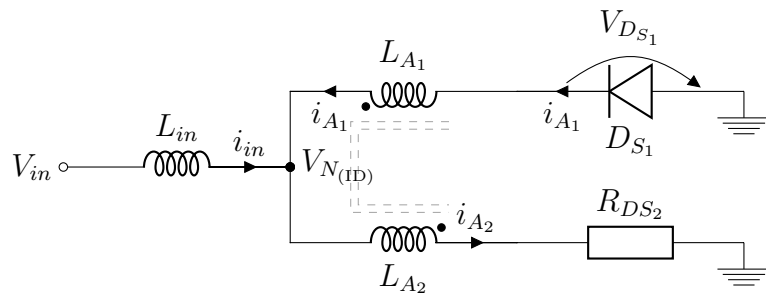 V_{D_{S_1}}
L_{A_1}
i_{A_1} i_{A_1}
D_{S_1}
L_{in}
i_{in}
V_{in} V_{N_{(ID)}}
i_{A_2} R_{DS_2}
L_{A_2}